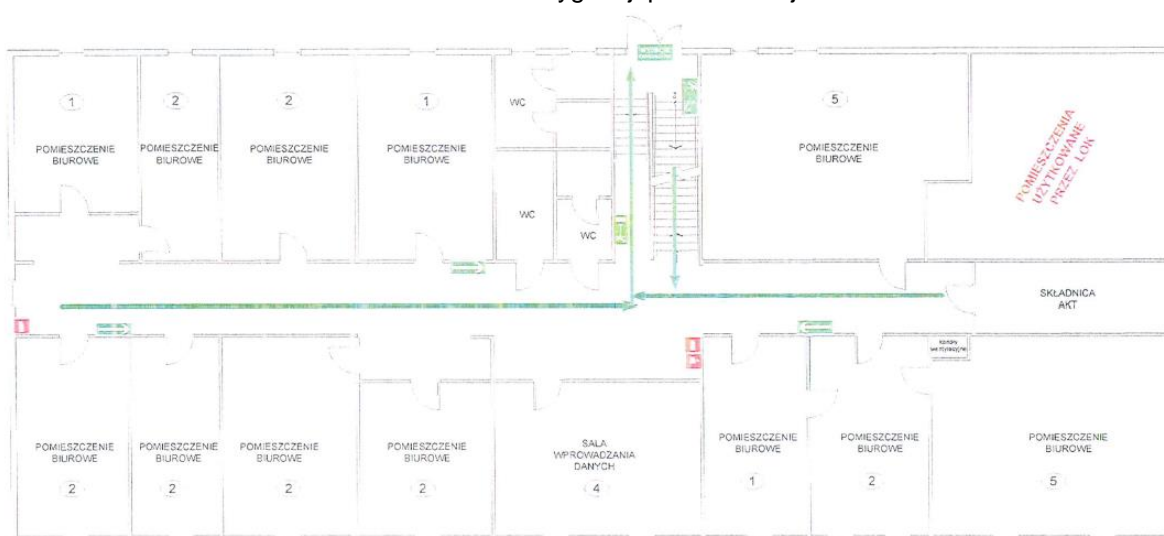 1
2
2
1
5
WC
POMIESZCZENIE
BIUROWE
POMIESZCZENIE
BIUROWE
POMIESZCZENIE
BIUROWE
POMIESZCZENIE
BIUROWE
POMIESZCZENIE
BIUROWE
POMIESZCZENIA
UŻYTKOWANE
PRZEZ LOK
WC
WC
SKŁADNICA
AKT
POMIESZCZENIE
BIUROWE
2
POMIESZCZENIE
BIUROWE
2
POMIESZCZENIE
BIUROWE
2
POMIESZCZENIE
BIUROWE
2
SALA
WPROWADZANIA
DANYCH
4
POMIESZCZENIE
BIUROWE
1
POMIESZCZENIE
BIUROWE
2
POMIESZCZENIE
BIUROWE
5